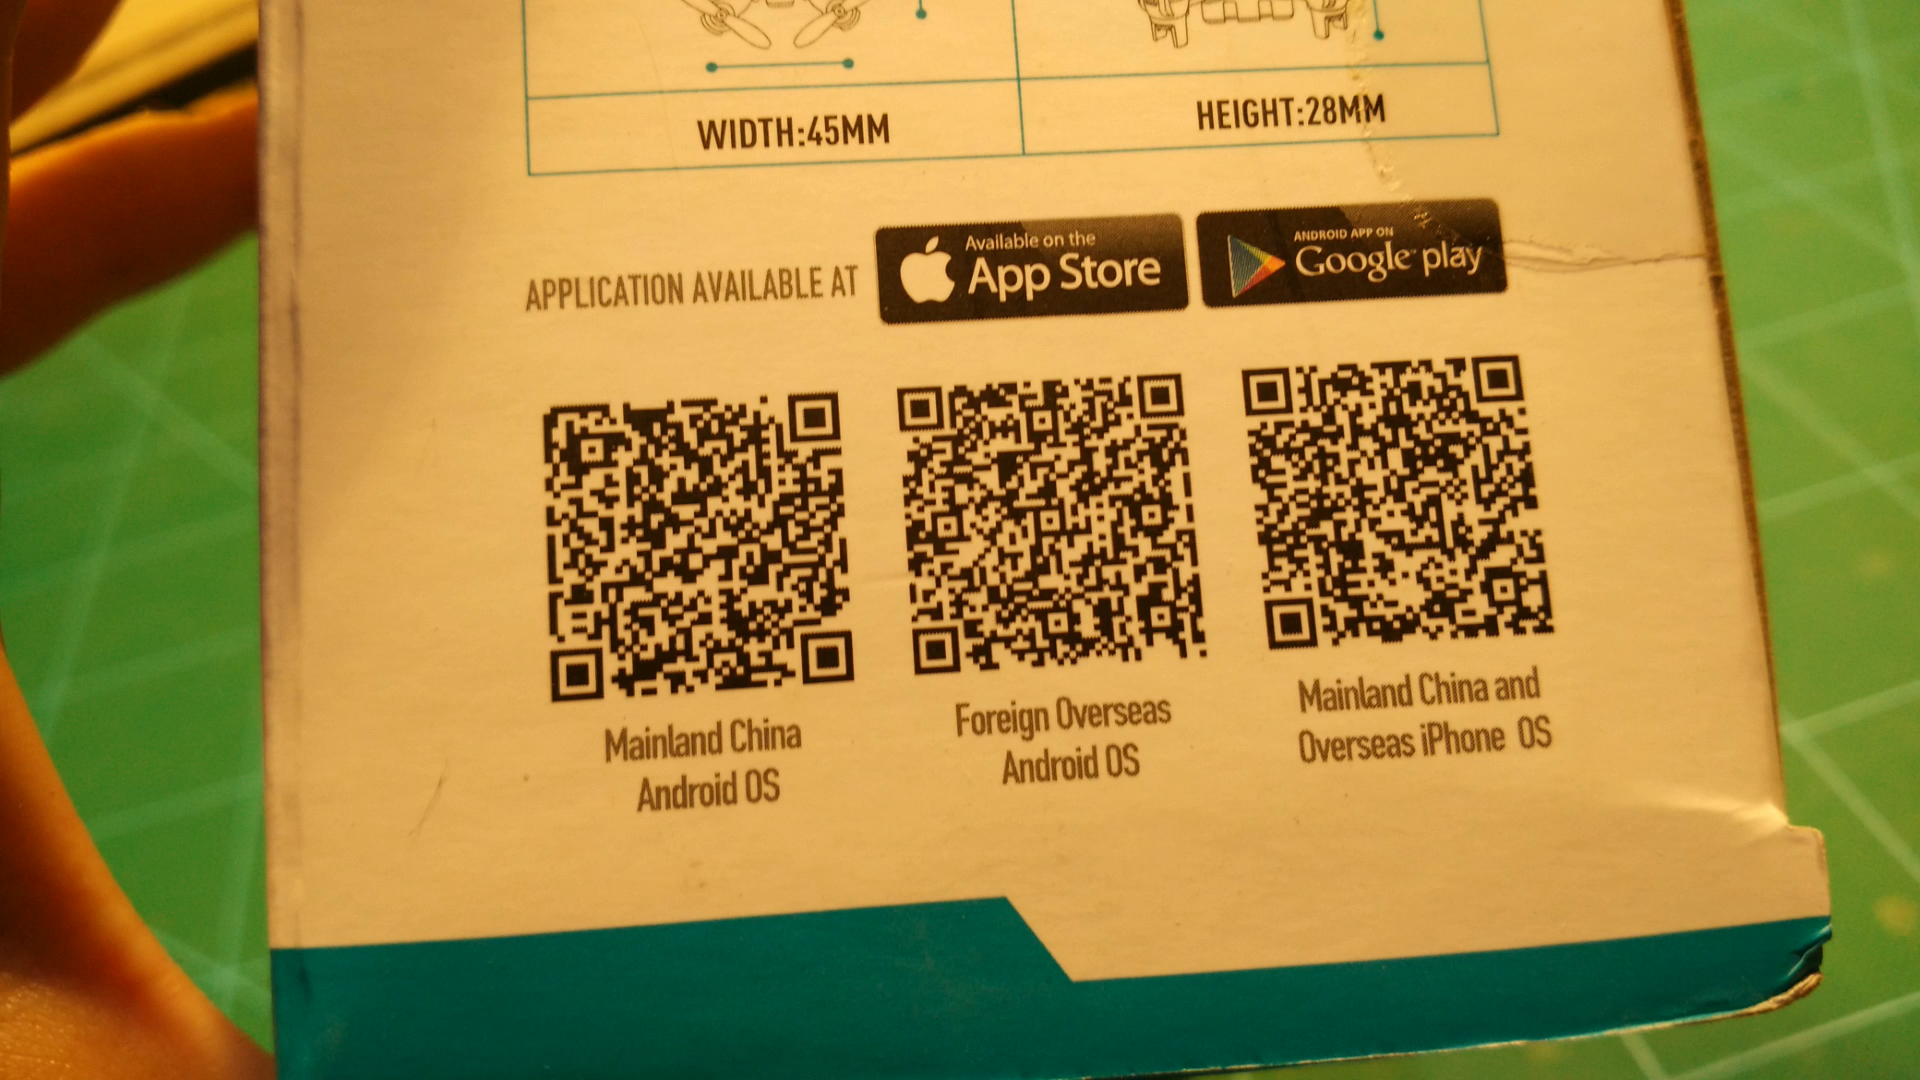 WIDTH:45MM
HEIGHT:28MM
APPLICATION AVAILABLE AT
Available on the
App Store
ANDROID APP ON
Google play
Mainland China
Android OS
Foreign Overseas
Android OS
Mainland China and
Overseas iPhone OS